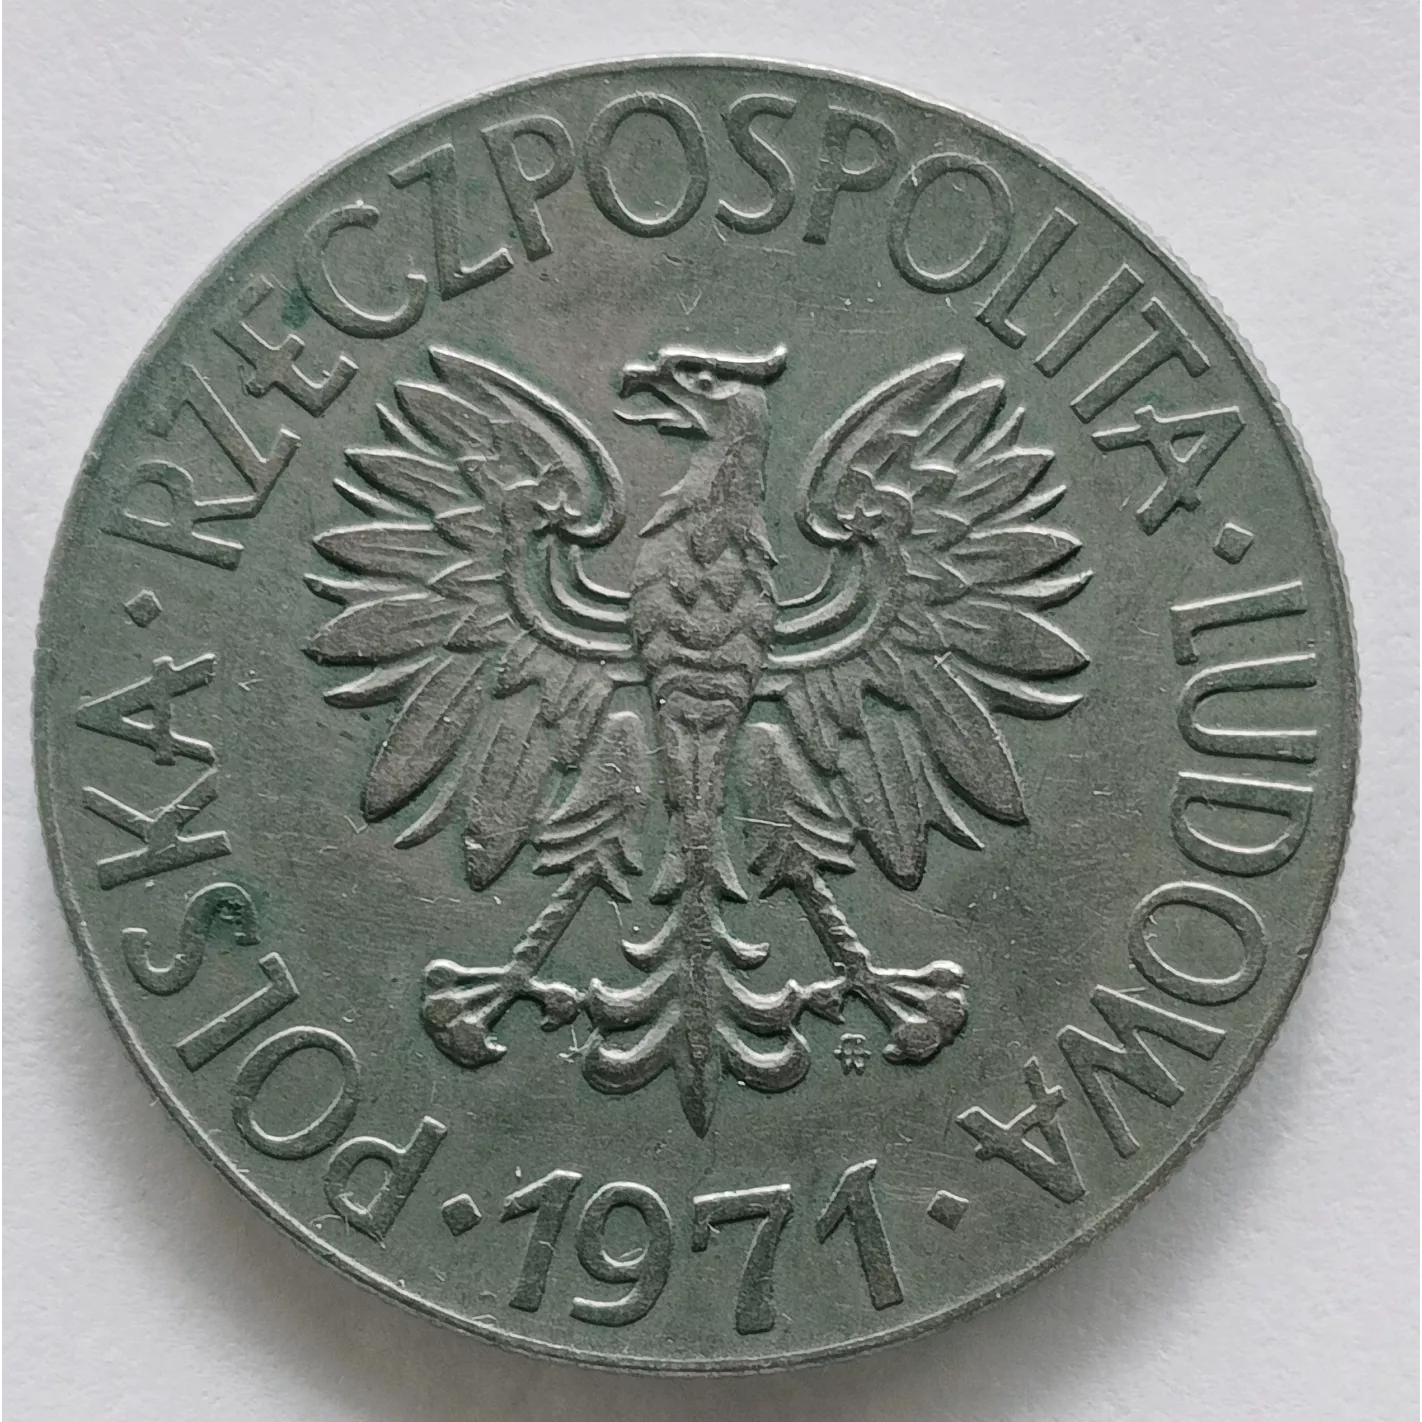 POLSKA · RZECZPOSPOLITA · LUDOWA
· 1971 ·